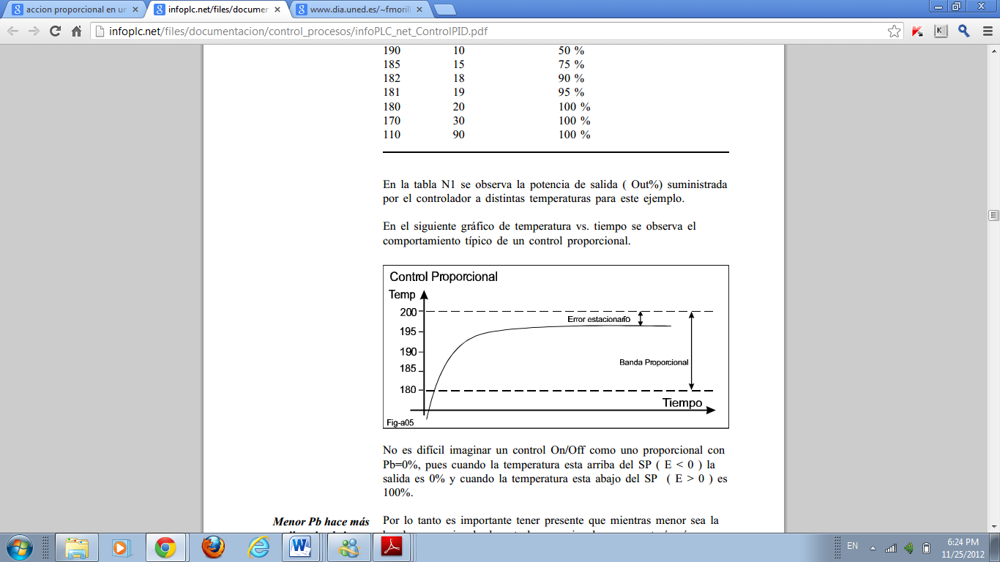 accion proporcional en un
infoplc.net/files/documen
www.dia.uned.es/~fmorill
infoplc.net/files/documentacion/control_procesos/infoPLC_net_ControlPID.pdf
190 10 50 %
185 15 75 %
182 18 90 %
181 19 95 %
180 20 100 %
170 30 100 %
110 90 100 %
En la tabla N1 se observa la potencia de salida ( Out%) suministrada
por el controlador a distintas temperaturas para este ejemplo.
En el siguiente gráfico de temperatura vs. tiempo se observa el
comportamiento típico de un control proporcional.
Control Proporcional
Temp
200
Error estacionario
195
190
Banda Proporcional
185
180
Tiempo
Fig-a05
No es difícil imaginar un control On/Off como uno proporcional con
Pb=0%, pues cuando la temperatura esta arriba del SP ( E < 0 ) la
salida es 0% y cuando la temperatura esta abajo del SP ( E > 0 ) es
100%.
Menor Pb hace más
Por lo tanto es importante tener presente que mientras menor sea la
EN
6:24 PM
11/25/2012